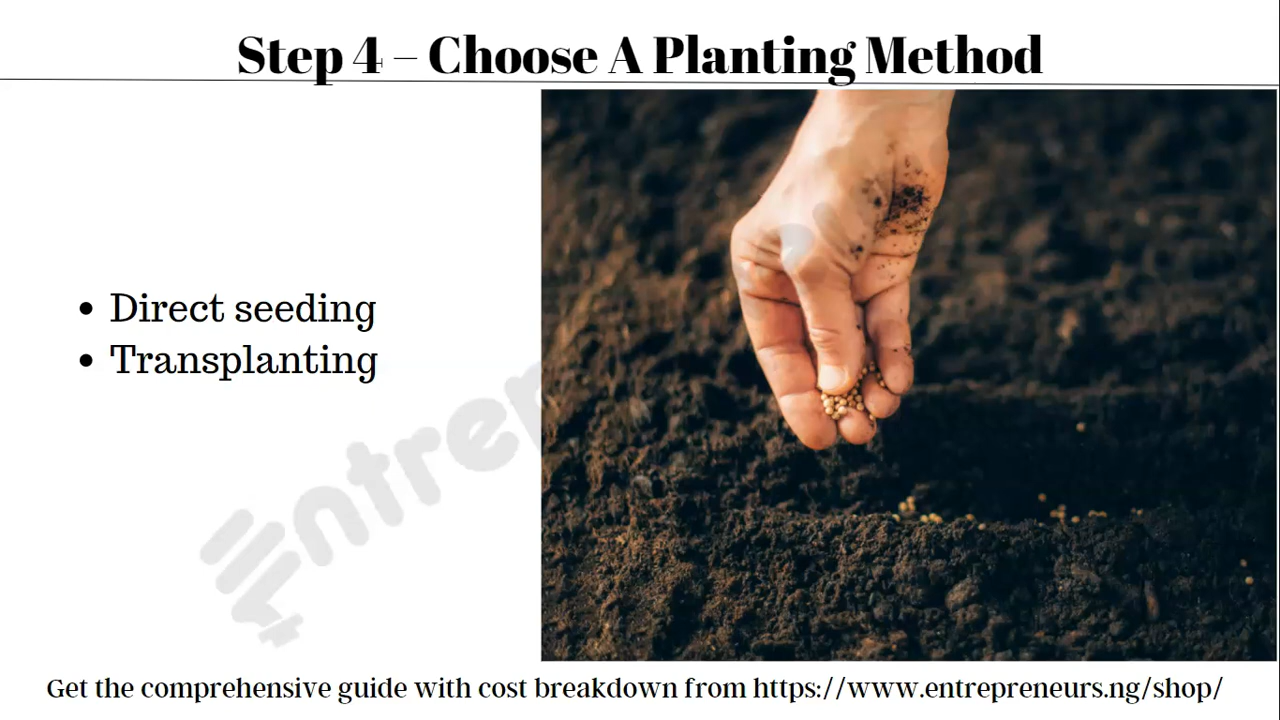 Step 4 – Choose A Planting Method
• Direct seeding
• Transplanting
Entrep
Get the comprehensive guide with cost breakdown from https://www.entrepreneurs.ng/shop/